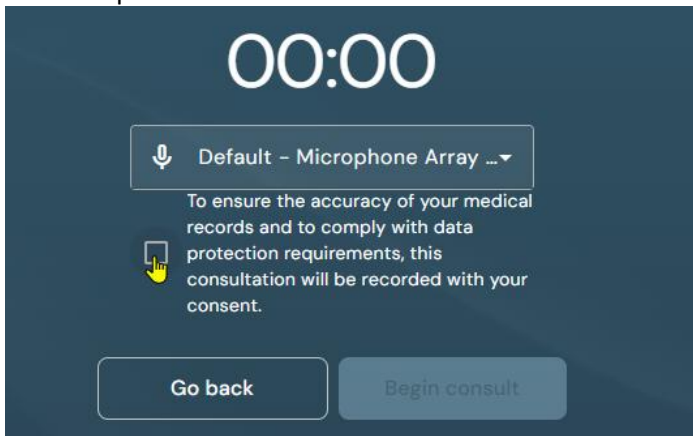 00:00
Default - Microphone Array ...
To ensure the accuracy of your medical
records and to comply with data
protection requirements, this
consultation will be recorded with your
consent.
Go back
Begin consult